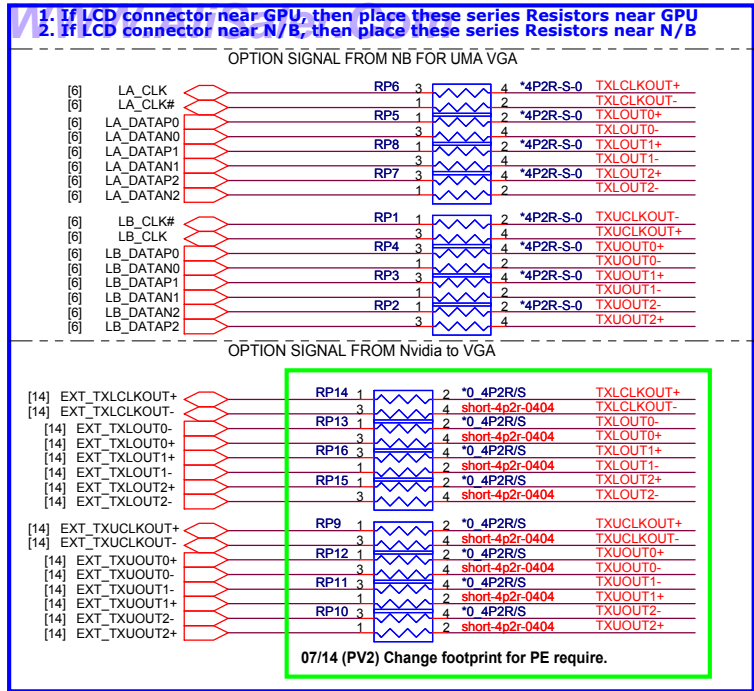 1. If LCD connector near GPU, then place these series Resistors near GPU
2. If LCD connector near N/B, then place these series Resistors near N/B
OPTION SIGNAL FROM NB FOR UMA VGA
[6] LA_CLK RP6 3 4 *4P2R-S-0 TXLCLKOUT+
[6] LA_CLK# 1 2 TXLCLKOUT-
[6] LA_DATAP0 RP5 1 2 *4P2R-S-0 TXLOUT0+
[6] LA_DATAN0 3 4 TXLOUT0-
[6] LA_DATAP1 RP8 1 2 *4P2R-S-0 TXLOUT1+
[6] LA_DATAN1 3 4 TXLOUT1-
[6] LA_DATAP2 RP7 3 4 *4P2R-S-0 TXLOUT2+
[6] LA_DATAN2 1 2 TXLOUT2-
[6] LB_CLK# RP1 1 2 *4P2R-S-0 TXUCLKOUT-
[6] LB_CLK 3 4 TXUCLKOUT+
[6] LB_DATAP0 RP4 3 4 *4P2R-S-0 TXUOUT0+
[6] LB_DATAN0 1 2 TXUOUT0-
[6] LB_DATAP1 RP3 3 4 *4P2R-S-0 TXUOUT1+
[6] LB_DATAN1 1 2 TXUOUT1-
[6] LB_DATAN2 RP2 1 2 *4P2R-S-0 TXUOUT2-
[6] LB_DATAP2 3 4 TXUOUT2+
OPTION SIGNAL FROM Nvidia to VGA
[14] EXT_TXLCLKOUT+ RP14 1 2 *0_4P2R/S TXLCLKOUT+
[14] EXT_TXLCLKOUT- 3 4 short-4p2r-0404 TXLCLKOUT-
[14] EXT_TXLOUT0- RP13 1 2 *0_4P2R/S TXLOUT0-
[14] EXT_TXLOUT0+ 3 4 short-4p2r-0404 TXLOUT0+
[14] EXT_TXLOUT1+ RP16 3 4 *0_4P2R/S TXLOUT1+
[14] EXT_TXLOUT1- 1 2 short-4p2r-0404 TXLOUT1-
[14] EXT_TXLOUT2+ RP15 1 2 *0_4P2R/S TXLOUT2+
[14] EXT_TXLOUT2- 3 4 short-4p2r-0404 TXLOUT2-
[14] EXT_TXUCLKOUT+ RP9 1 2 *0_4P2R/S TXUCLKOUT+
[14] EXT_TXUCLKOUT- 3 4 short-4p2r-0404 TXUCLKOUT-
[14] EXT_TXUOUT0+ RP12 1 2 *0_4P2R/S TXUOUT0+
[14] EXT_TXUOUT0- 3 4 short-4p2r-0404 TXUOUT0-
[14] EXT_TXUOUT1- RP11 3 4 *0_4P2R/S TXUOUT1-
[14] EXT_TXUOUT1+ 1 2 short-4p2r-0404 TXUOUT1+
[14] EXT_TXUOUT2- RP10 3 4 *0_4P2R/S TXUOUT2-
[14] EXT_TXUOUT2+ 1 2 short-4p2r-0404 TXUOUT2+
07/14 (PV2) Change footprint for PE require.